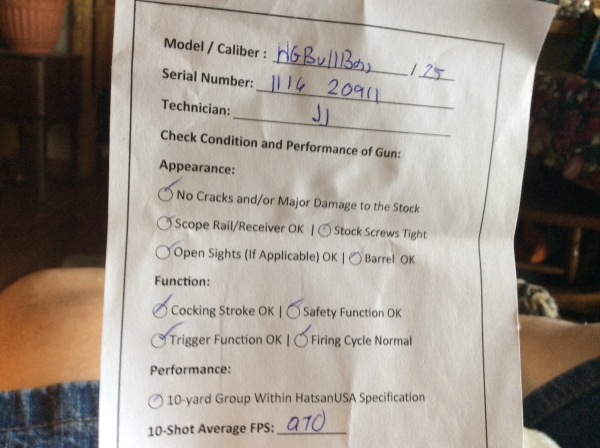 Model / Caliber : HGBullBoss / 25
Serial Number: 1114 20911
Technician: JJ
Check Condition and Performance of Gun:
Appearance:
No Cracks and/or Major Damage to the Stock
Scope Rail/Receiver OK | Stock Screws Tight
Open Sights (If Applicable) OK | Barrel OK
Function:
Cocking Stroke OK | Safety Function OK
Trigger Function OK | Firing Cycle Normal
Performance:
10-yard Group Within HatsanUSA Specification
10-Shot Average FPS: 970